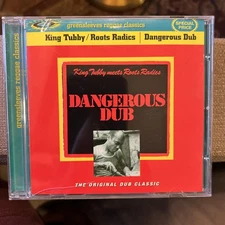 greensleeves reggae classics
SPECIAL PRICE
King Tubby / Roots Radics | Dangerous Dub
greensleeves reggae classics
King Tubby meets Roots Radics
DANGEROUS
DUB
THE ORIGINAL DUB CLASSIC